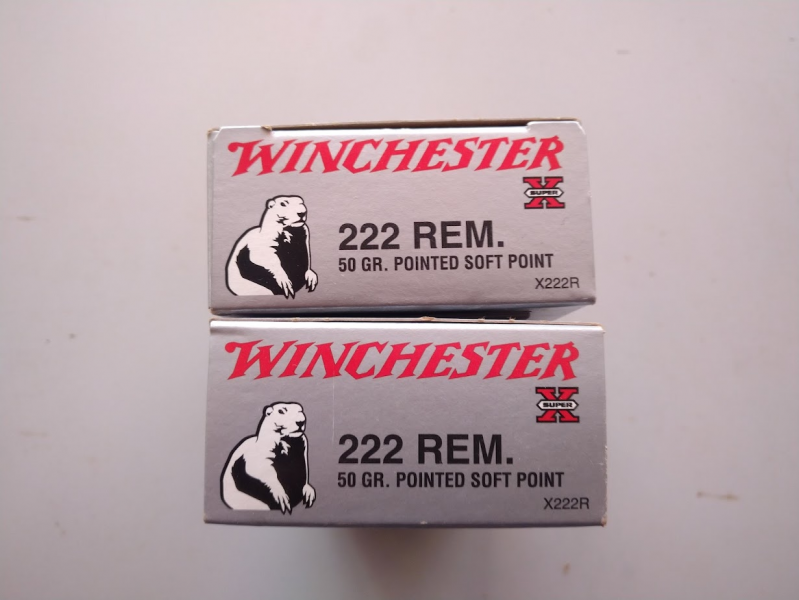 WINCHESTER
SUPER X
222 REM.
50 GR. POINTED SOFT POINT
X222R
WINCHESTER
SUPER X
222 REM.
50 GR. POINTED SOFT POINT
X222R